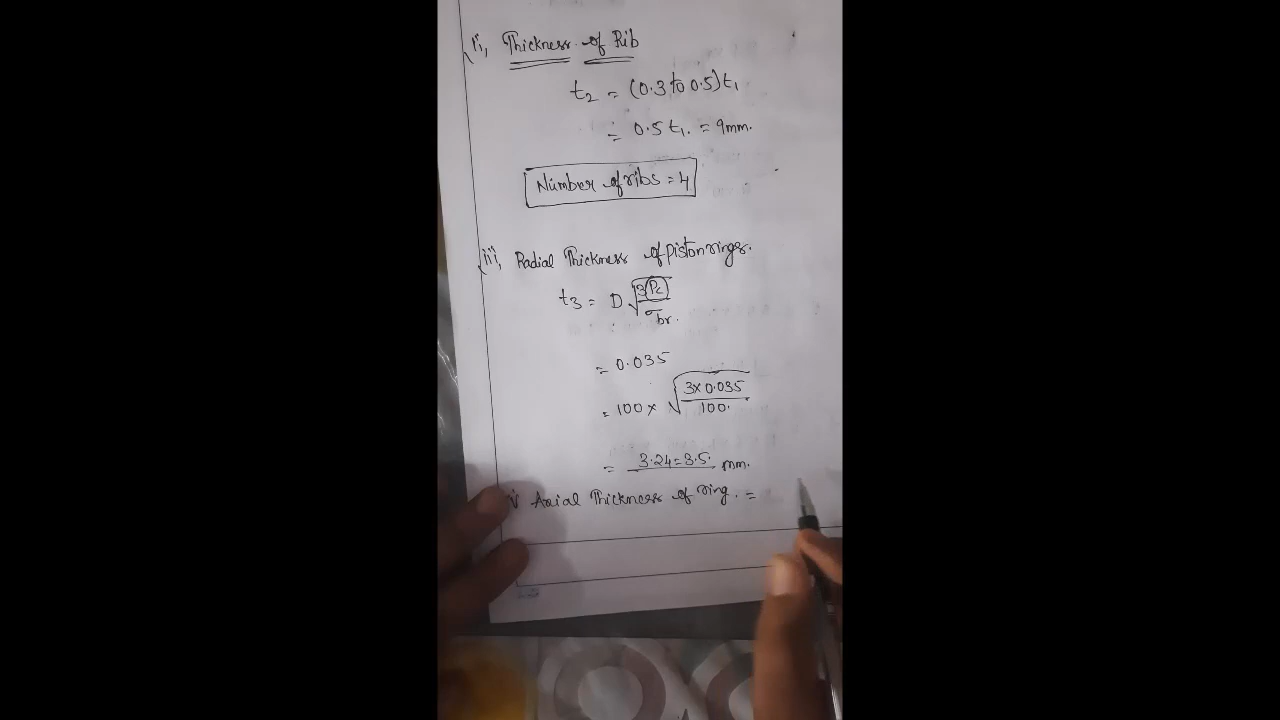 ii, Thickness of Rib
t₂ = (0.3 to 0.5)t₁
= 0.5 t₁. = 9mm.
Number of ribs = 4
iii, Radial Thickness of Piston rings.
t₃ = D√(3Pc/σbr.)
= 0.035
= 100 × √(3×0.035/100.)
= 3.24 = 3.5. mm.
Axial Thickness of ring. =